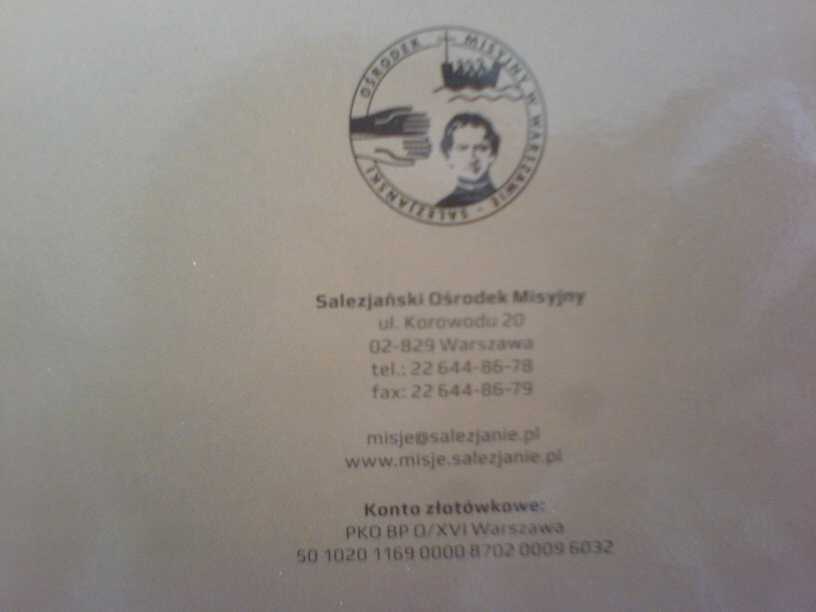 SALEZJAŃSKI OŚRODEK MISYJNY W WARSZAWIE -
Salezjański Ośrodek Misyjny
ul. Korowodu 20
02-829 Warszawa
tel.: 22 644-86-78
fax: 22 644-86-79
misje@salezjanie.pl
www.misje.salezjanie.pl
Konto złotówkowe:
PKO BP O/XVI Warszawa
50 1020 1169 0000 8702 0009 6032